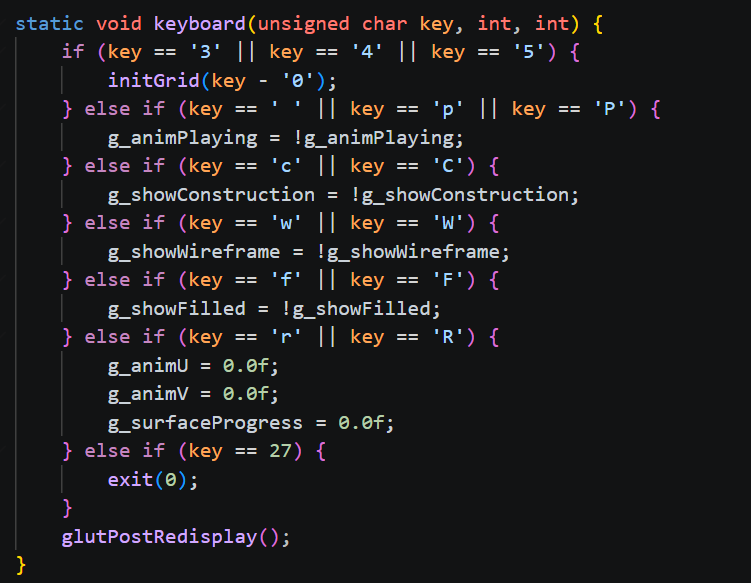 static void keyboard(unsigned char key, int, int) {
    if (key == '3' || key == '4' || key == '5') {
        initGrid(key - '0');
    } else if (key == ' ' || key == 'p' || key == 'P') {
        g_animPlaying = !g_animPlaying;
    } else if (key == 'c' || key == 'C') {
        g_showConstruction = !g_showConstruction;
    } else if (key == 'w' || key == 'W') {
        g_showWireframe = !g_showWireframe;
    } else if (key == 'f' || key == 'F') {
        g_showFilled = !g_showFilled;
    } else if (key == 'r' || key == 'R') {
        g_animU = 0.0f;
        g_animV = 0.0f;
        g_surfaceProgress = 0.0f;
    } else if (key == 27) {
        exit(0);
    }
    glutPostRedisplay();
}